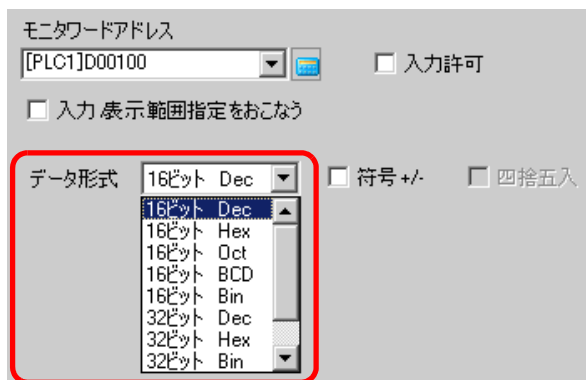 モニタワードアドレス
[PLC1]D00100
入力許可
入力/表示範囲指定をおこなう
データ形式 16ビット Dec 符号+/- 四捨五入
16ビット Dec
16ビット Hex
16ビット Oct
16ビット BCD
16ビット Bin
32ビット Dec
32ビット Hex
32ビット Bin